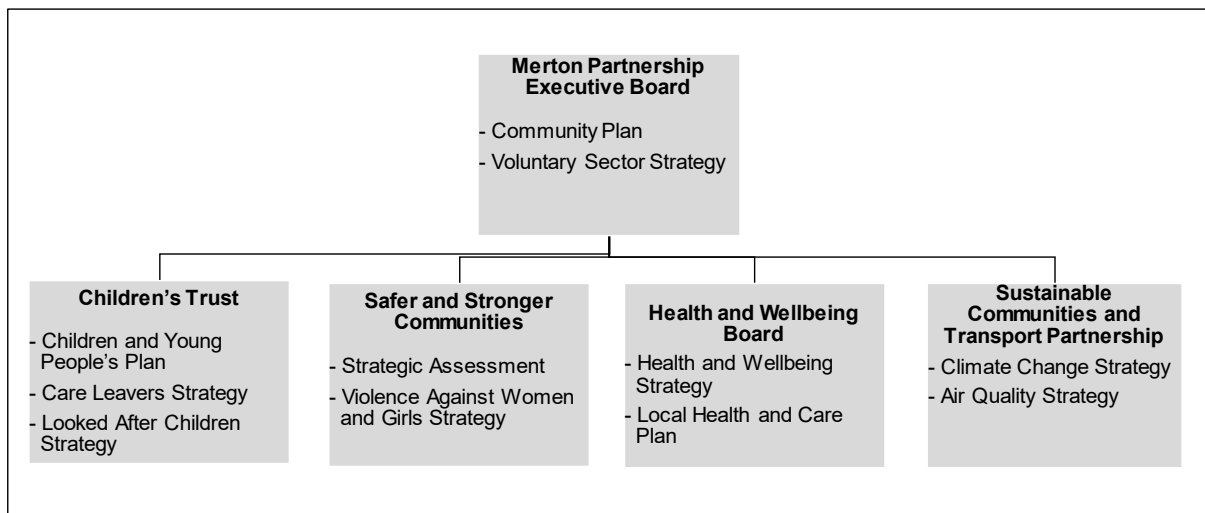 Merton Partnership
Executive Board
- Community Plan
- Voluntary Sector Strategy
Children’s Trust
- Children and Young
People’s Plan
- Care Leavers Strategy
- Looked After Children
Strategy
Safer and Stronger
Communities
- Strategic Assessment
- Violence Against Women
and Girls Strategy
Health and Wellbeing
Board
- Health and Wellbeing
Strategy
- Local Health and Care
Plan
Sustainable
Communities and
Transport Partnership
- Climate Change Strategy
- Air Quality Strategy